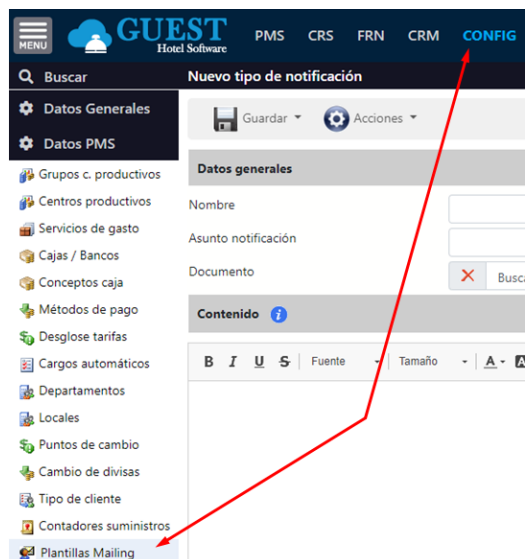 MENU
GUEST
Hotel Software
PMS CRS FRN CRM CONFIG
Buscar
Nuevo tipo de notificación
Datos Generales
Guardar Acciones
Datos PMS
Grupos c. productivos
Datos generales
Centros productivos
Nombre
Servicios de gasto
Asunto notificación
Cajas / Bancos
Conceptos caja
Documento
Métodos de pago
Contenido i
Desglose tarifas
Cargos automáticos
B I U S Fuente Tamaño A A
Departamentos
Locales
Puntos de cambio
Cambio de divisas
Tipo de cliente
Contadores suministros
Plantillas Mailing